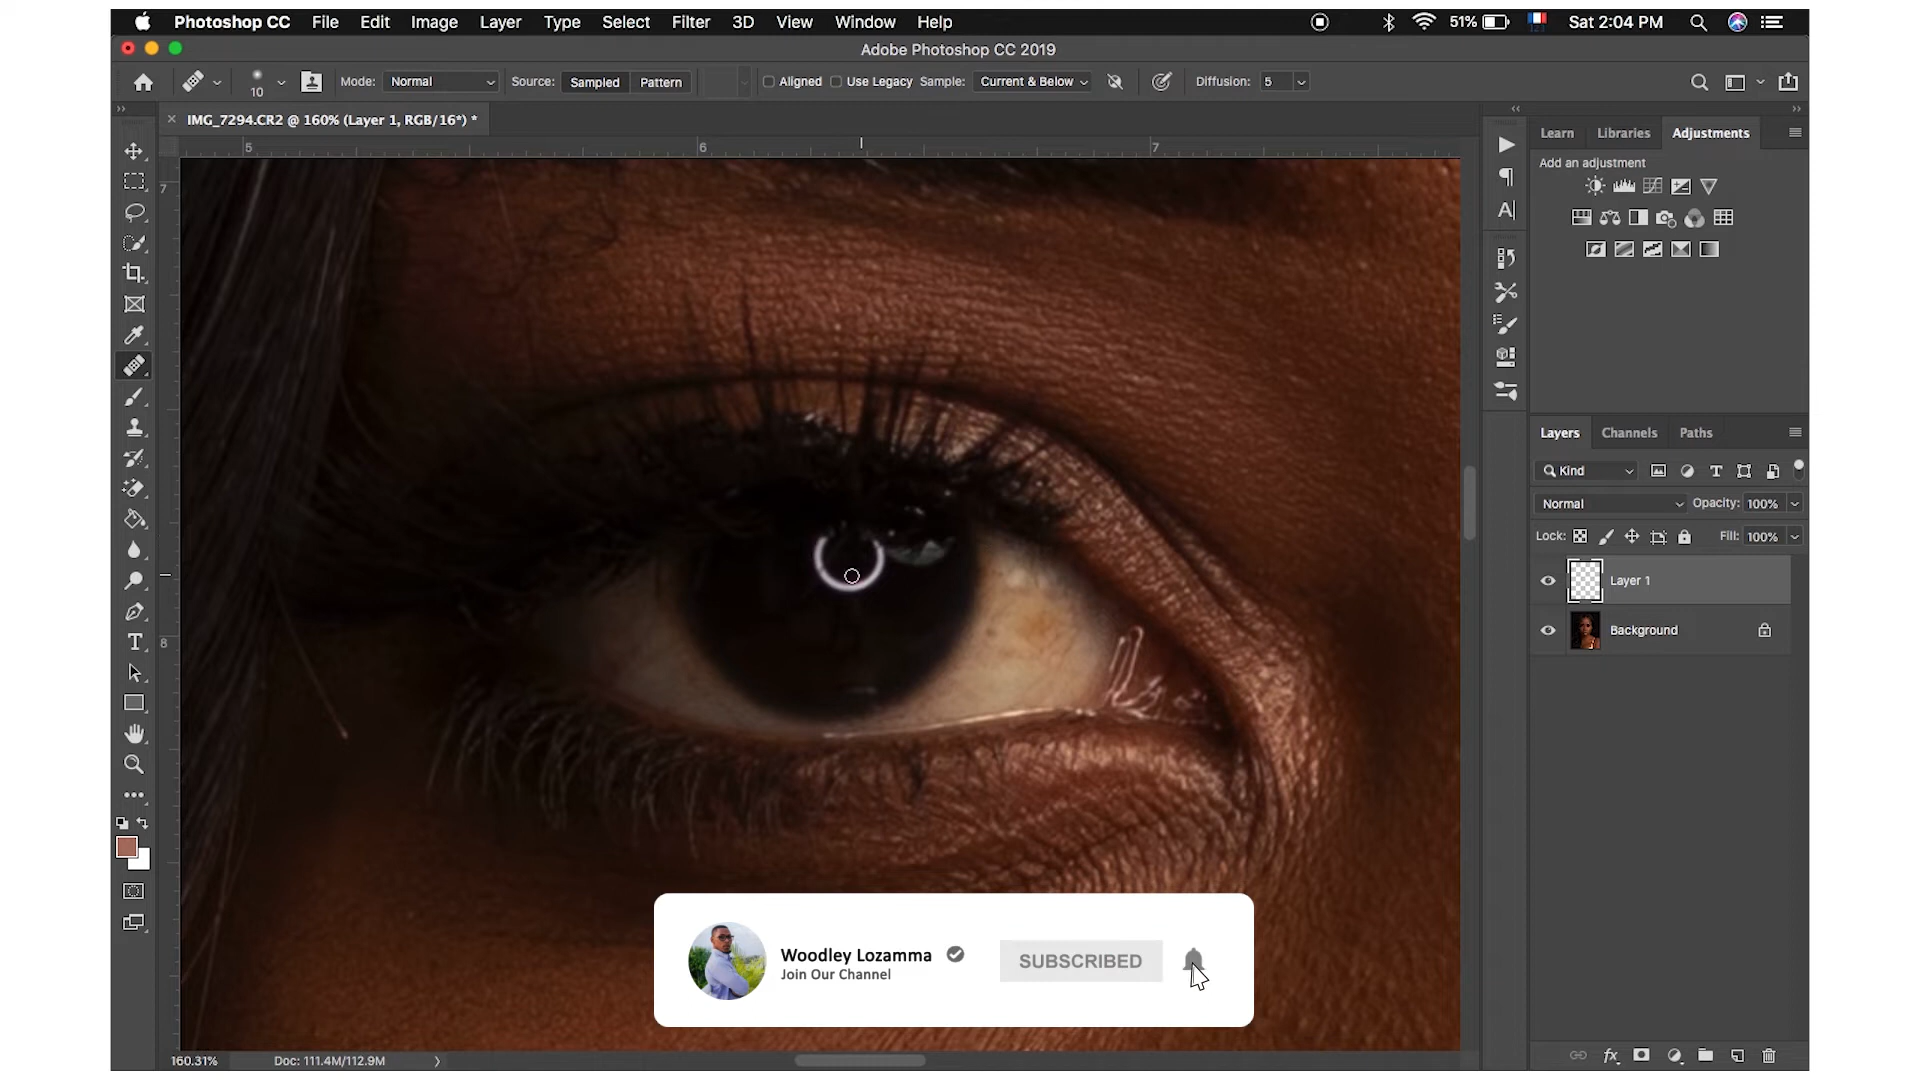 Photoshop CC File Edit Image Layer Type Select Filter 3D View Window Help 51% Sat 2:04 PM
Adobe Photoshop CC 2019
10 Mode: Normal Source: Sampled Pattern Aligned Use Legacy Sample: Current & Below Diffusion: 5
IMG_7294.CR2 @ 160% (Layer 1, RGB/16*) *
Learn Libraries Adjustments
5 6 7
Add an adjustment
7
Layers Channels Paths
Kind
Normal Opacity: 100%
Lock: Fill: 100%
Layer 1
Background
8
Woodley Lozamma
Join Our Channel
SUBSCRIBED
160.31% Doc: 111.4M/112.9M